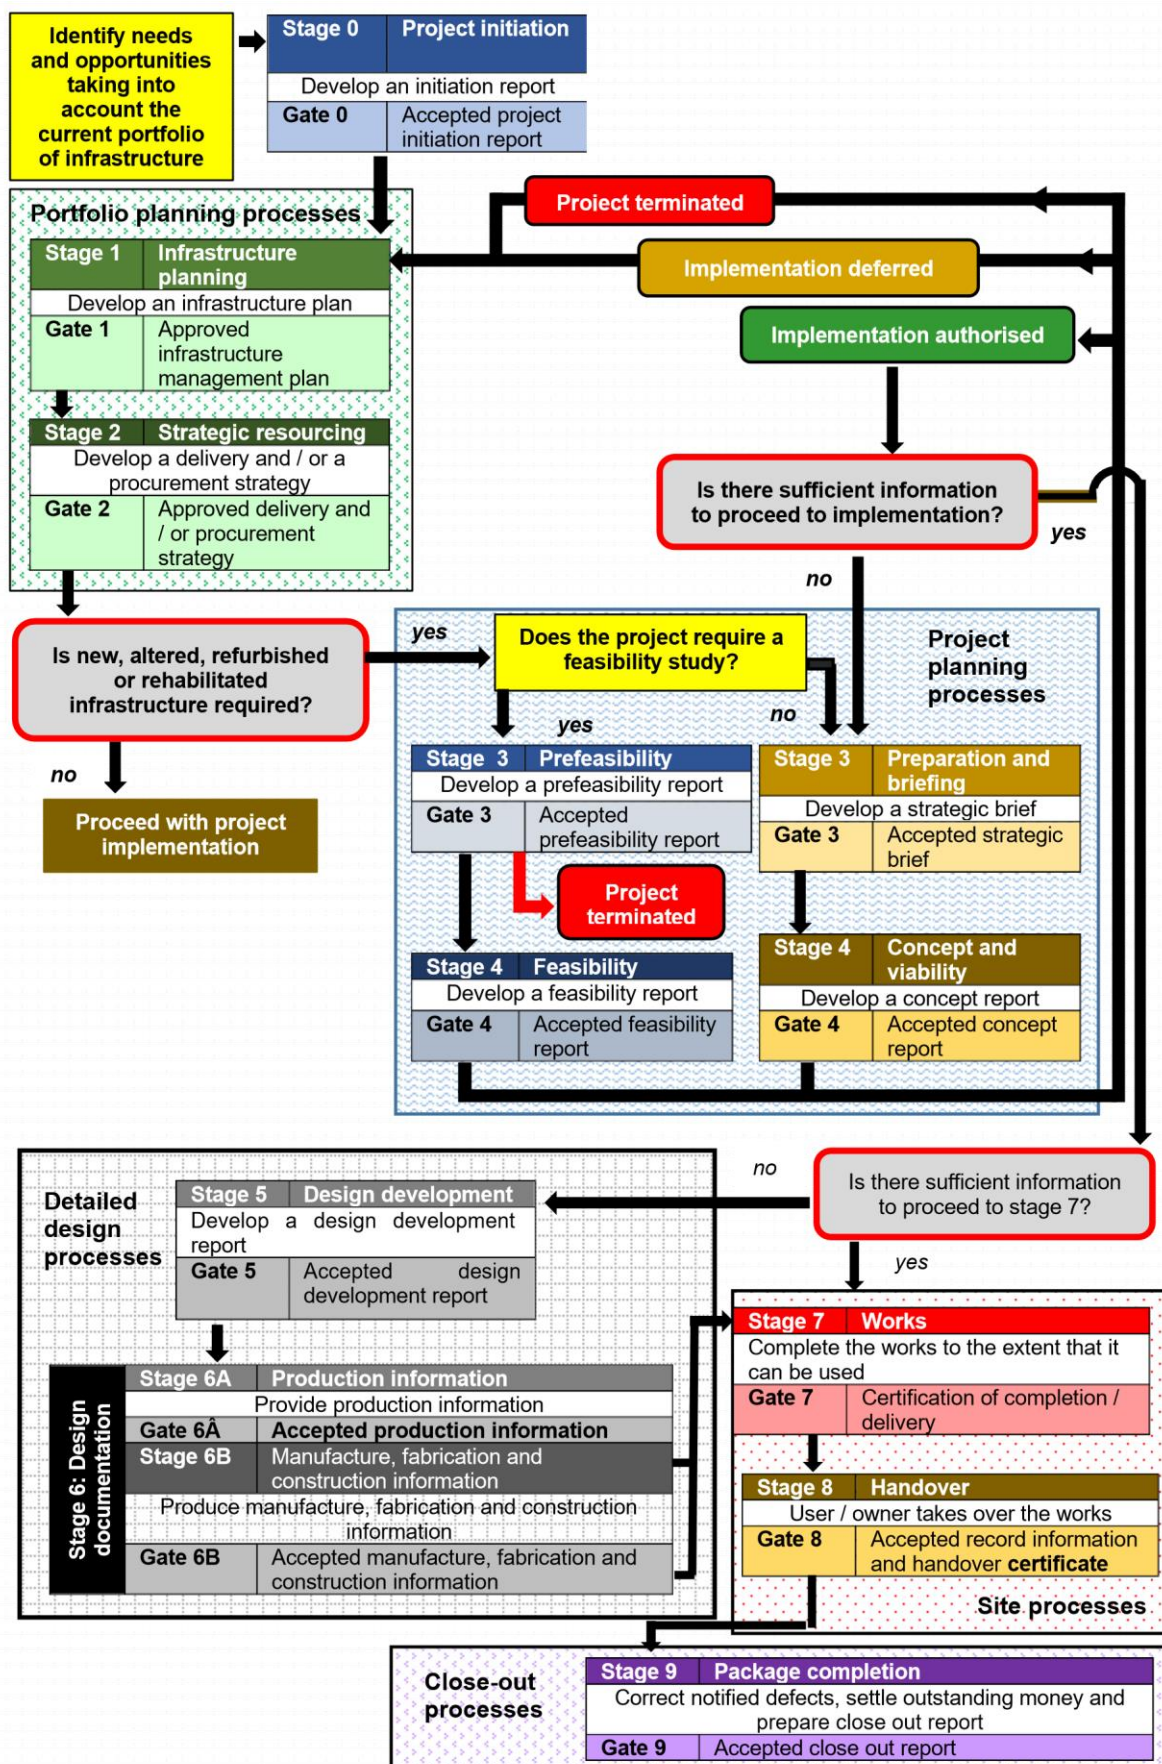 Identify needs
and opportunities
taking into
account the
current portfolio
of infrastructure
Stage 0 Project initiation
Develop an initiation report
Gate 0 Accepted project
initiation report
Portfolio planning processes
Stage 1 Infrastructure
planning
Develop an infrastructure plan
Gate 1 Approved
infrastructure
management plan
Stage 2 Strategic resourcing
Develop a delivery and / or a
procurement strategy
Gate 2 Approved delivery and
/ or procurement
strategy
Project terminated
Implementation deferred
Implementation authorised
Is there sufficient information
to proceed to implementation?
yes
no
Is new, altered, refurbished
or rehabilitated
infrastructure required?
yes
no
Proceed with project
implementation
Does the project require a
feasibility study?
Project
planning
processes
yes
no
Stage 3 Prefeasibility
Develop a prefeasibility report
Gate 3 Accepted
prefeasibility report
Project
terminated
Stage 4 Feasibility
Develop a feasibility report
Gate 4 Accepted feasibility
report
Stage 3 Preparation and
briefing
Develop a strategic brief
Gate 3 Accepted strategic
brief
Stage 4 Concept and
viability
Develop a concept report
Gate 4 Accepted concept
report
Is there sufficient information
to proceed to stage 7?
no
yes
Detailed
design
processes
Stage 5 Design development
Develop a design development
report
Gate 5 Accepted design
development report
Stage 6: Design
documentation
Stage 6A Production information
Provide production information
Gate 6Â Accepted production information
Stage 6B Manufacture, fabrication and
construction information
Produce manufacture, fabrication and construction
information
Gate 6B Accepted manufacture, fabrication and
construction information
Stage 7 Works
Complete the works to the extent that it
can be used
Gate 7 Certification of completion /
delivery
Stage 8 Handover
User / owner takes over the works
Gate 8 Accepted record information
and handover certificate
Site processes
Close-out
processes
Stage 9 Package completion
Correct notified defects, settle outstanding money and
prepare close out report
Gate 9 Accepted close out report